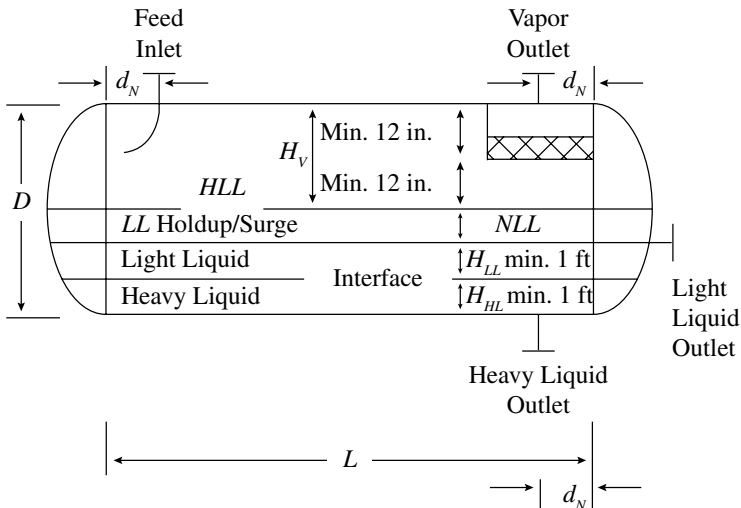 Feed
Inlet
Vapor
Outlet
d_N
d_N
Min. 12 in.
H_V
Min. 12 in.
D
HLL
LL Holdup/Surge
NLL
Light Liquid
H_LL min. 1 ft
Interface
Heavy Liquid
H_HL min. 1 ft
Light
Liquid
Outlet
Heavy Liquid
Outlet
L
d_N